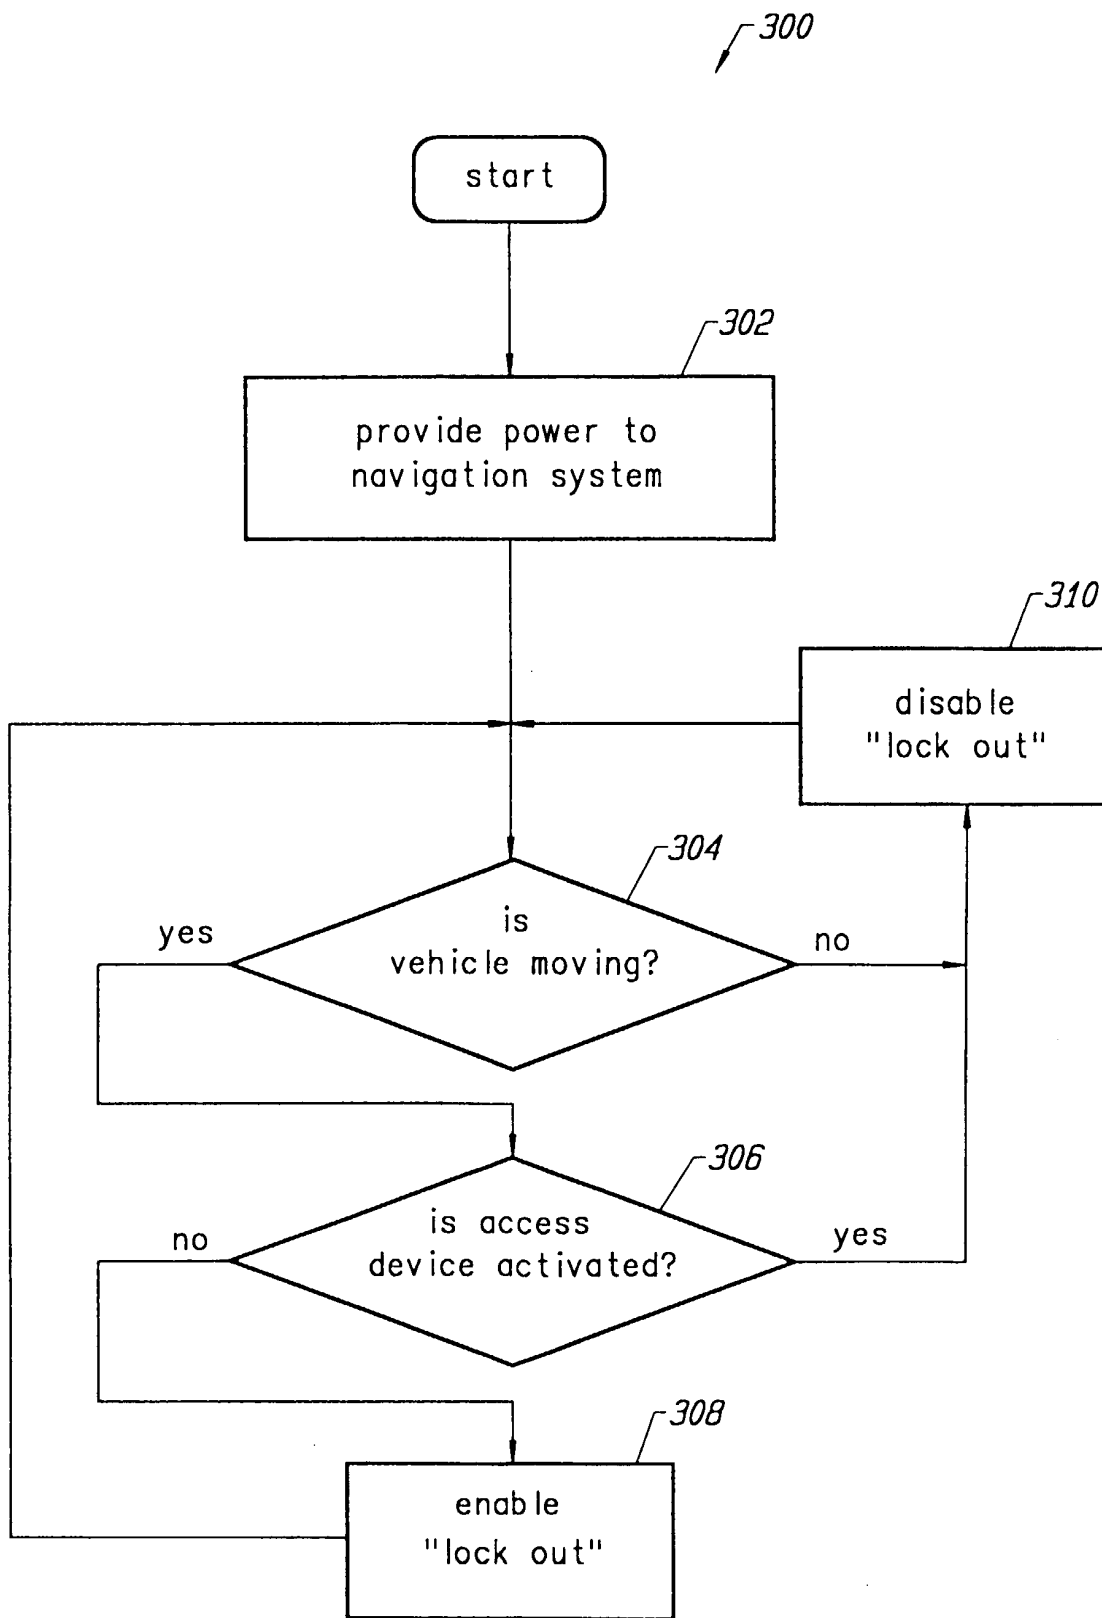 300
start
302
provide power to
navigation system
310
disable
"lock out"
304
yes
is
vehicle moving?
no
306
no
is access
device activated?
yes
308
enable
"lock out"